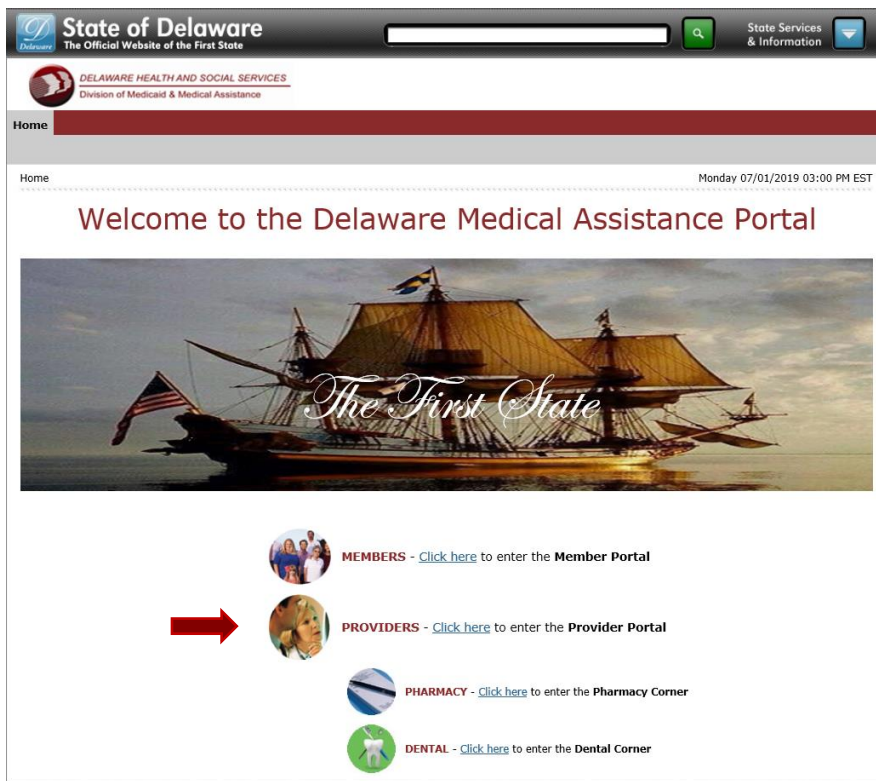 State of Delaware
The Official Website of the First State
Delaware
State Services
& Information
DELAWARE HEALTH AND SOCIAL SERVICES
Division of Medicaid & Medical Assistance
Home
Home
Monday 07/01/2019 03:00 PM EST
Welcome to the Delaware Medical Assistance Portal
The First State
MEMBERS - Click here to enter the Member Portal
PROVIDERS - Click here to enter the Provider Portal
PHARMACY - Click here to enter the Pharmacy Corner
DENTAL - Click here to enter the Dental Corner